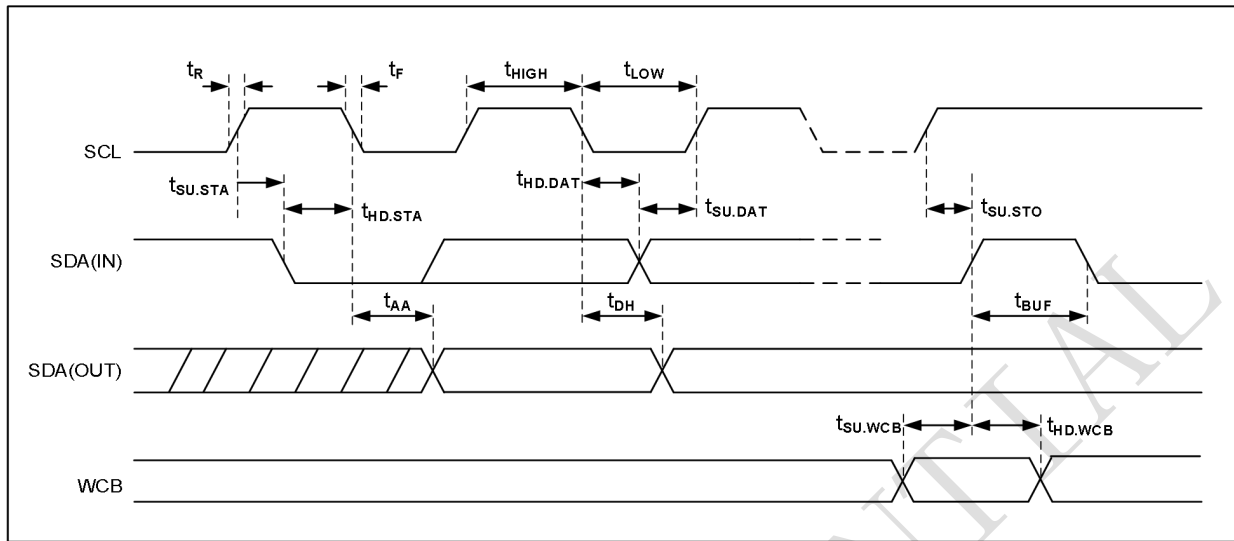 tR tF tHIGH tLOW
SCL
tSU.STA tHD.STA tHD.DAT tSU.DAT tSU.STO
SDA(IN)
tAA tDH tBUF
SDA(OUT)
tSU.WCB tHD.WCB
WCB
NTIAL